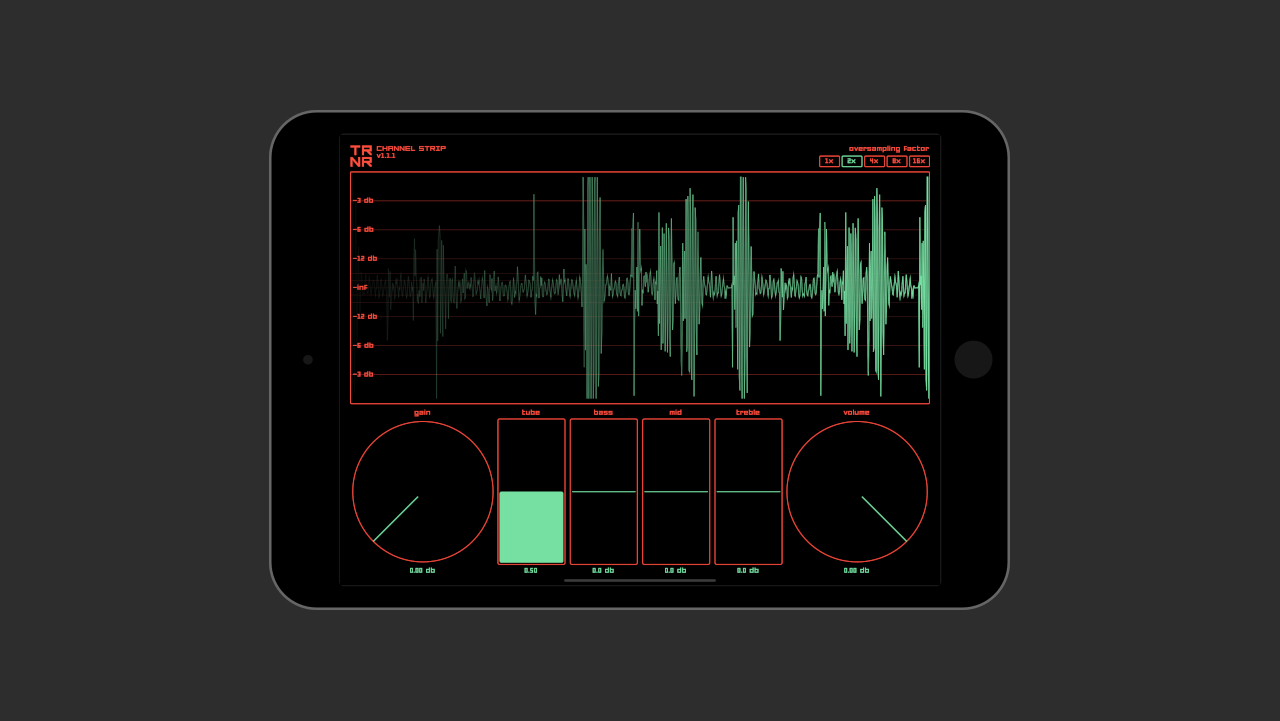 TRNR
CHANNEL STRIP
v1.1.1
oversampling factor
1x 2x 4x 8x 16x
-3 db
-6 db
-12 db
-inf
-12 db
-6 db
-3 db
gain tube bass mid treble volume
0.00 db 0.50 0.0 db 0.0 db 0.0 db 0.00 db